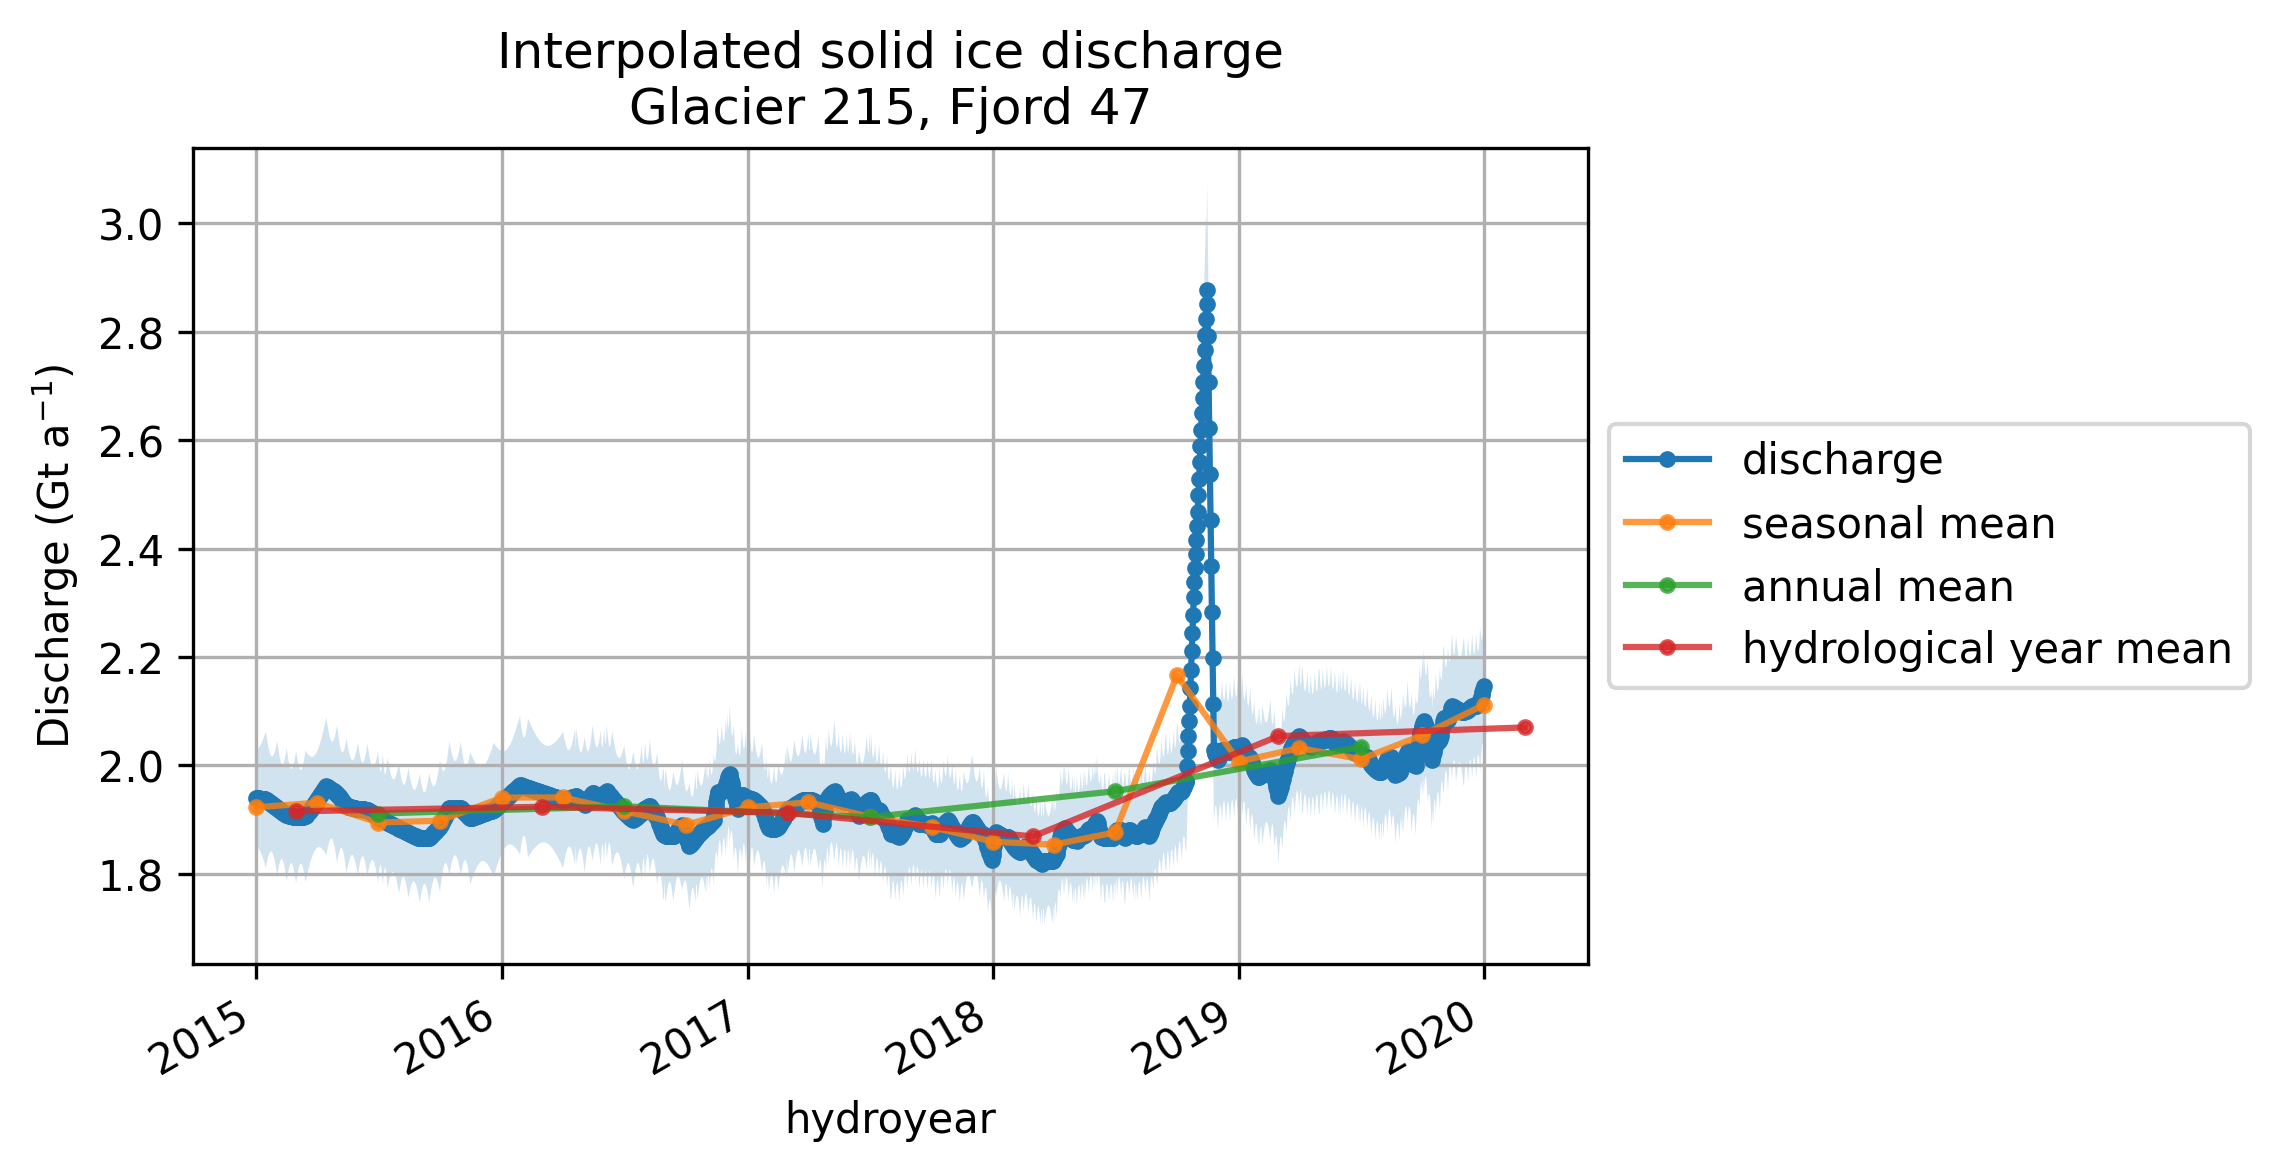 Interpolated solid ice discharge
Glacier 215, Fjord 47
3.0
2.8
2.6
2.4
2.2
2.0
1.8
Discharge (Gt a⁻¹)
2015
2016
2017
2018
2019
2020
hydroyear
discharge
seasonal mean
annual mean
hydrological year mean